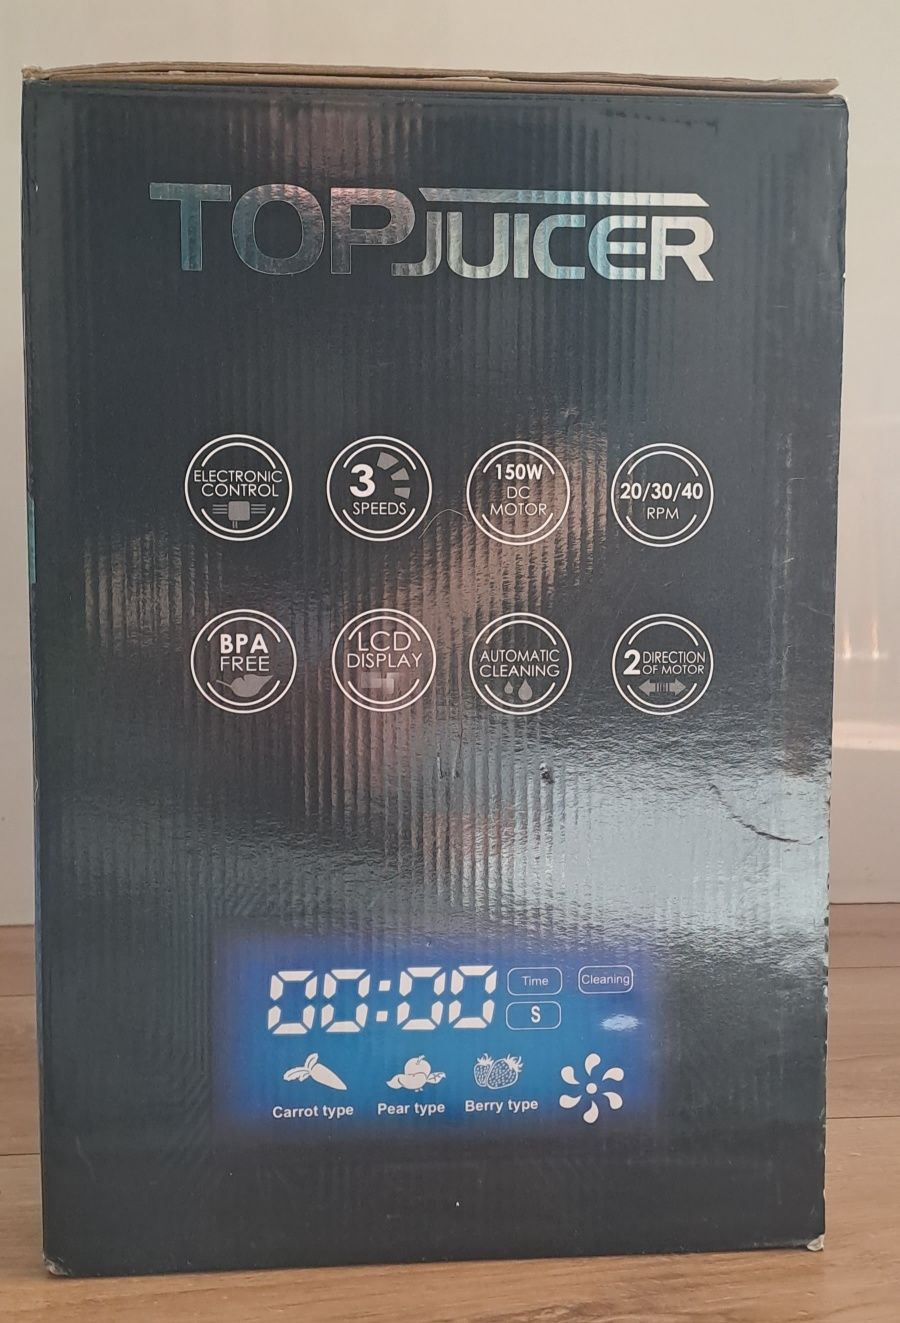 TOPJUICER
ELECTRONIC
CONTROL
3
SPEEDS
150W
DC
MOTOR
20/30/40
RPM
BPA
FREE
LCD
DISPLAY
AUTOMATIC
CLEANING
2 DIRECTION
OF MOTOR
00:00 Time Cleaning
S
Carrot type Pear type Berry type